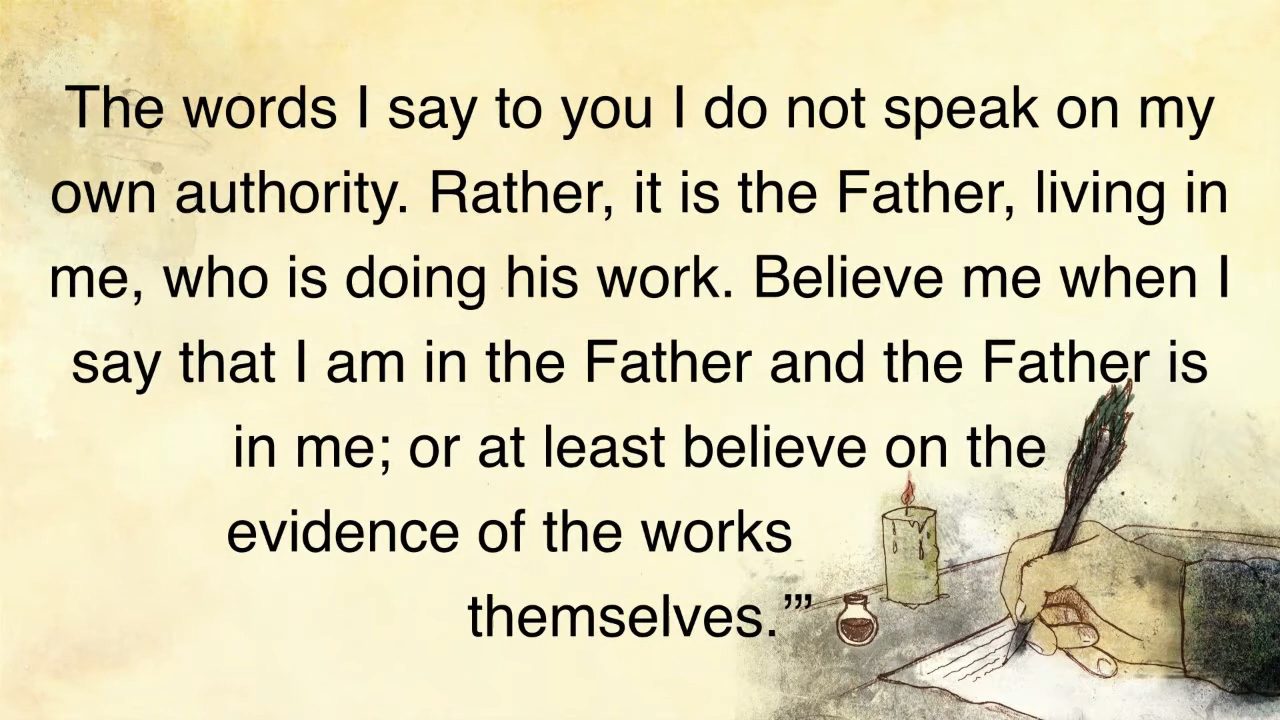 The words I say to you I do not speak on my
own authority. Rather, it is the Father, living in
me, who is doing his work. Believe me when I
say that I am in the Father and the Father is
in me; or at least believe on the
evidence of the works
themselves.’”